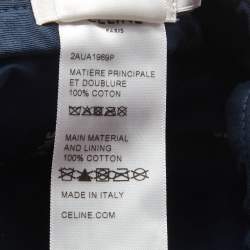 CELINE
PARIS
2AUA1969P
MATIÈRE PRINCIPALE
ET DOUBLURE
100% COTON
MAIN MATERIAL
AND LINING
100% COTTON
MADE IN ITALY
CELINE.COM